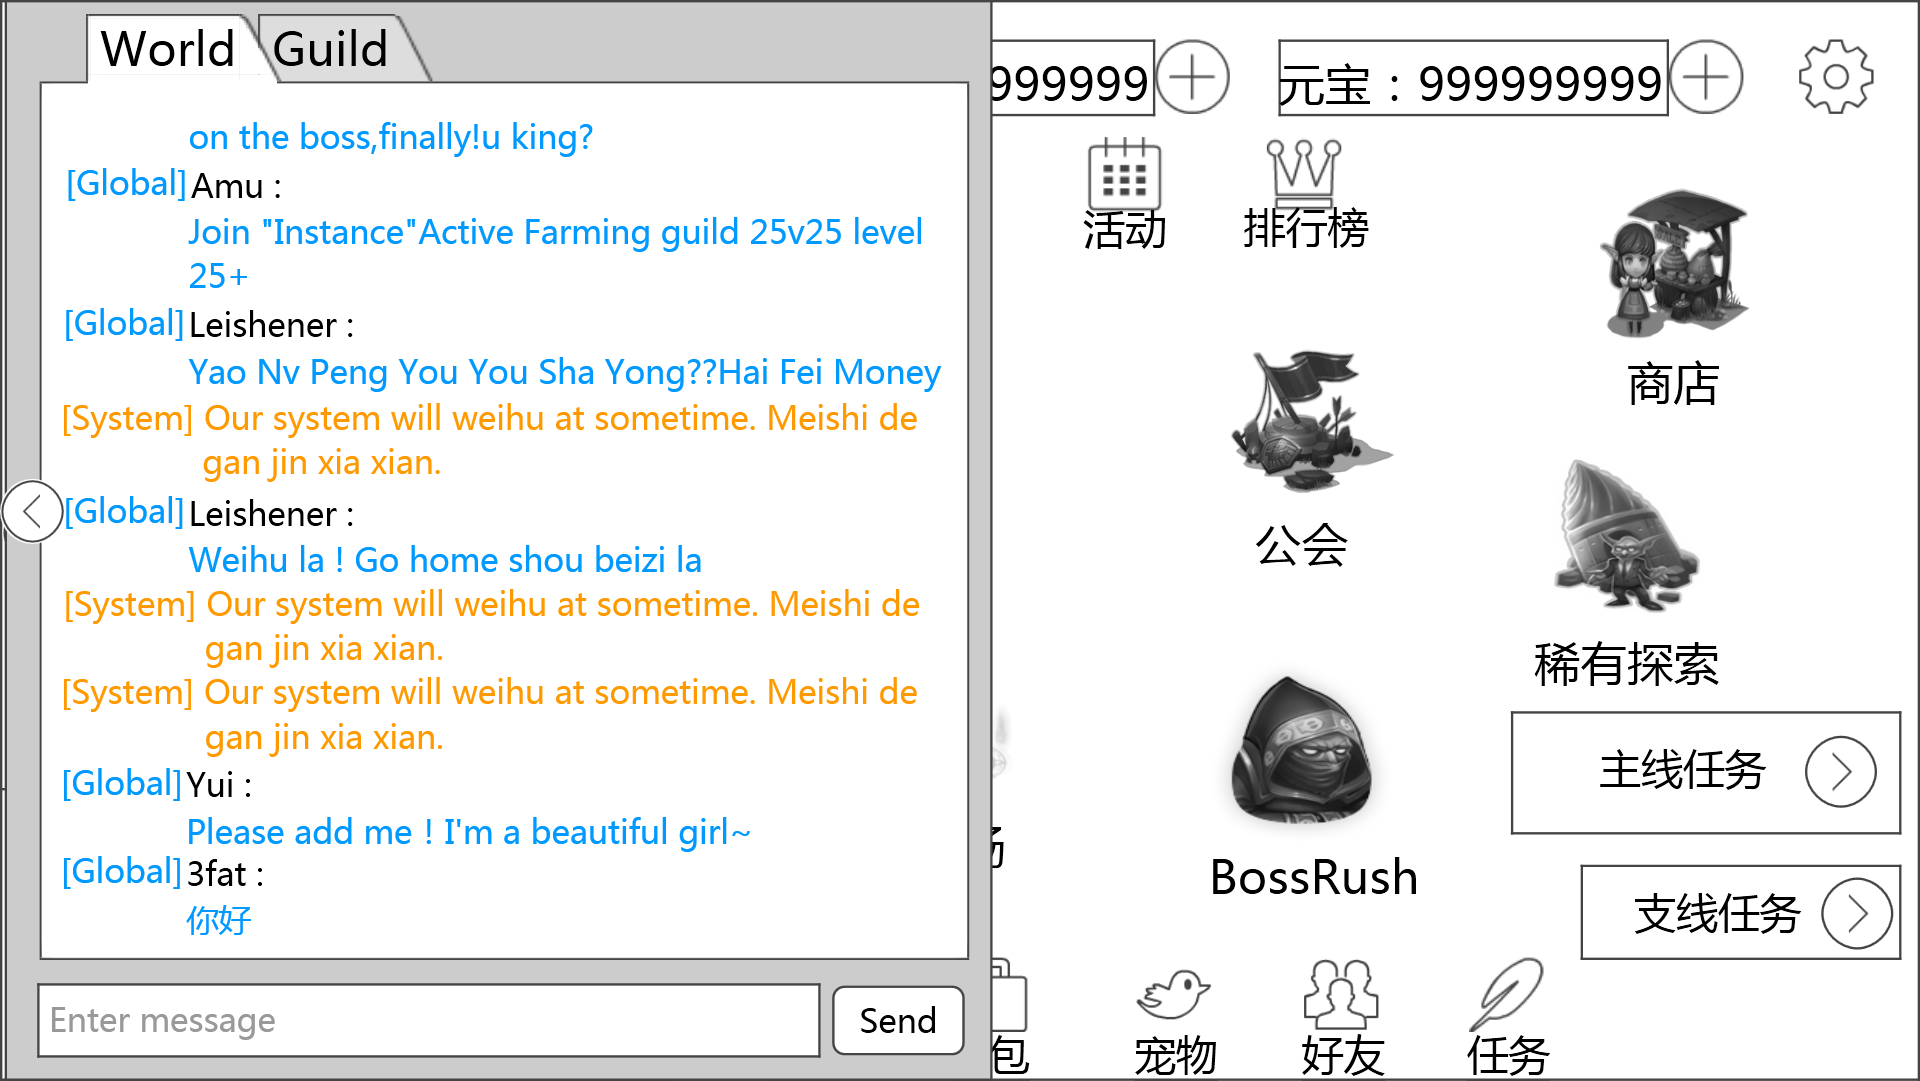 World
Guild
on the boss,finally!u king?
[Global]Amu :
Join "Instance"Active Farming guild 25v25 level
25+
[Global]Leishener :
Yao Nv Peng You You Sha Yong??Hai Fei Money
[System] Our system will weihu at sometime. Meishi de
gan jin xia xian.
[Global]Leishener :
Weihu la ! Go home shou beizi la
[System] Our system will weihu at sometime. Meishi de
gan jin xia xian.
[System] Our system will weihu at sometime. Meishi de
gan jin xia xian.
[Global]Yui :
Please add me ! I'm a beautiful girl~
[Global]3fat :
你好
Enter message
Send
999999
元宝：999999999
活动
排行榜
商店
公会
稀有探索
BossRush
主线任务
支线任务
包
宠物
好友
任务